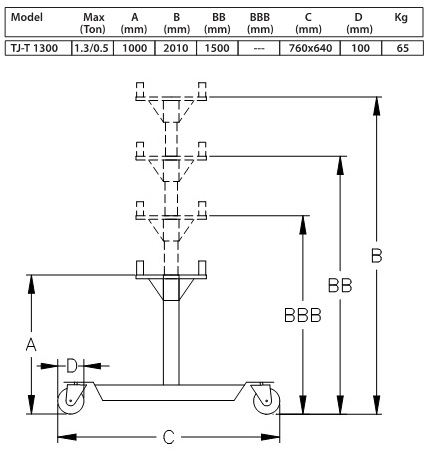 Model Max A B BB BBB C D Kg
(Ton) (mm) (mm) (mm) (mm) (mm) (mm)
TJ-T 1300 1.3/0.5 1000 2010 1500 --- 760x640 100 65
B
BB
BBB
A
D
C